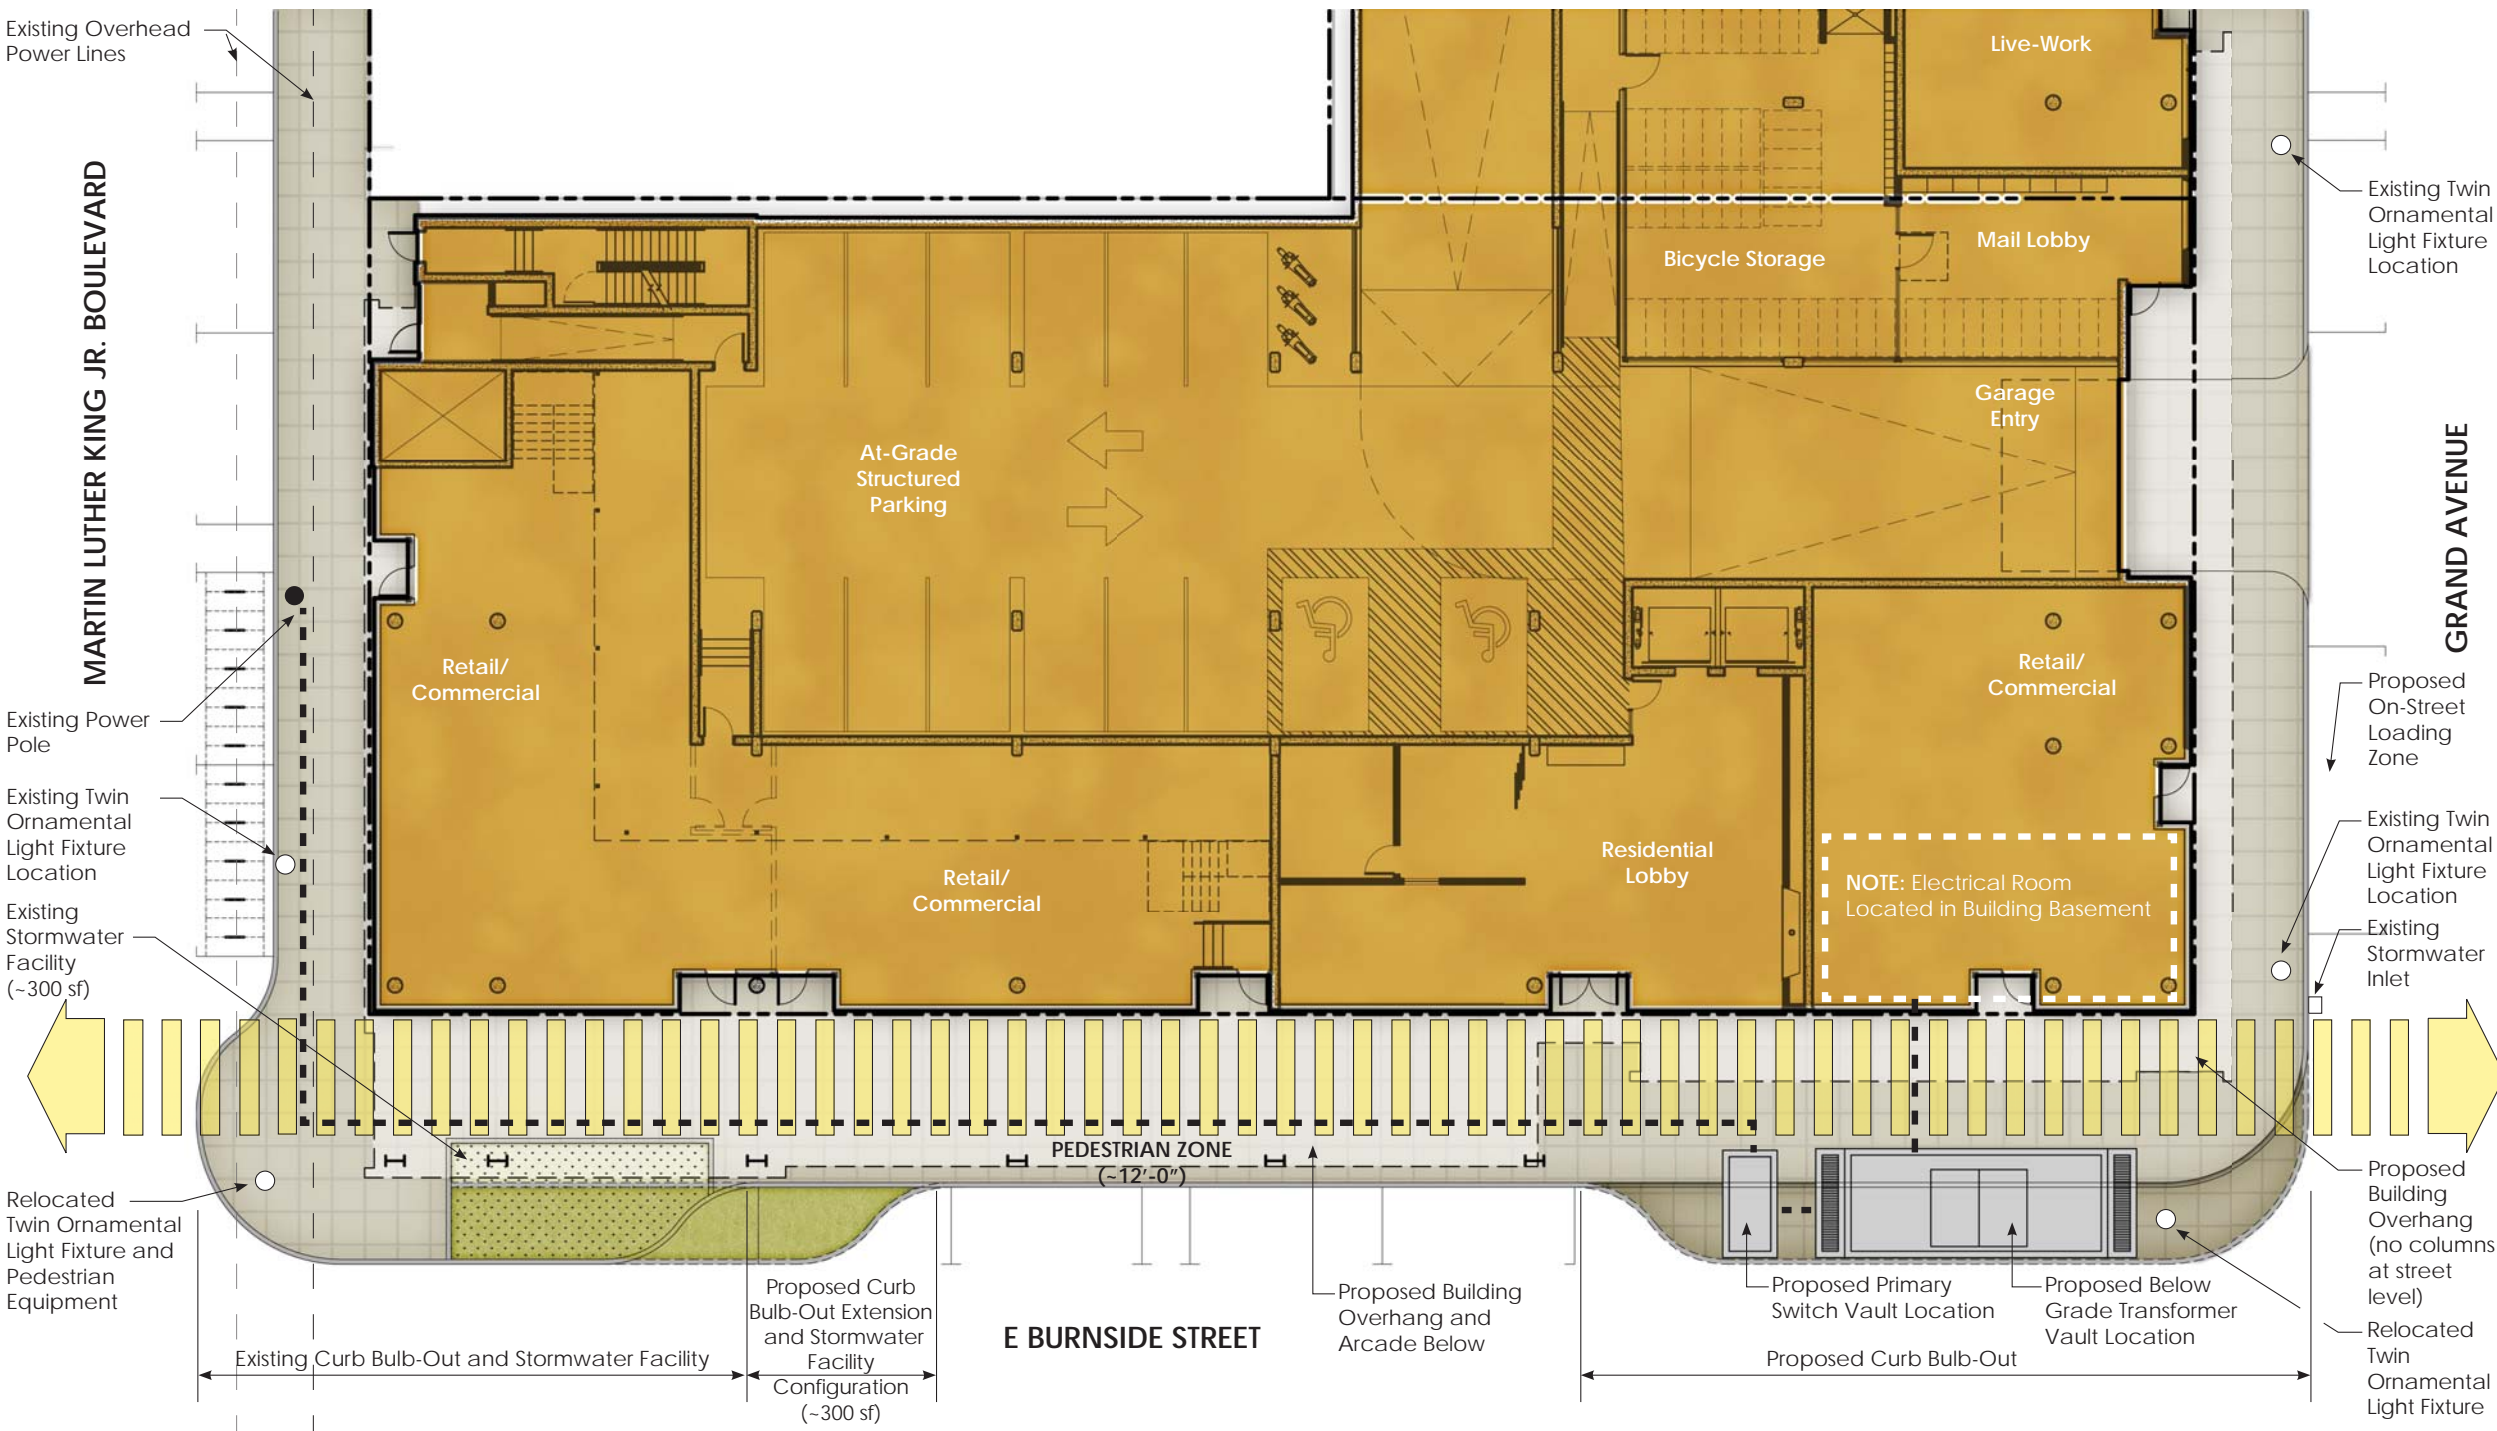 Existing Overhead
Power Lines
MARTIN LUTHER KING JR. BOULEVARD
Existing Power
Pole
Existing Twin
Ornamental
Light Fixture
Location
Existing
Stormwater
Facility
(~300 sf)
Relocated
Twin Ornamental
Light Fixture and
Pedestrian
Equipment
Live-Work
Bicycle Storage
Mail Lobby
Garage
Entry
At-Grade
Structured
Parking
Retail/
Commercial
Retail/
Commercial
Residential
Lobby
Retail/
Commercial
NOTE: Electrical Room
Located in Building Basement
Existing Twin
Ornamental
Light Fixture
Location
GRAND AVENUE
Proposed
On-Street
Loading
Zone
Existing Twin
Ornamental
Light Fixture
Location
Existing
Stormwater
Inlet
Proposed
Building
Overhang
(no columns
at street
level)
Relocated
Twin
Ornamental
Light Fixture
PEDESTRIAN ZONE
(~12'-0")
Existing Curb Bulb-Out and Stormwater Facility
Proposed Curb
Bulb-Out Extension
and Stormwater
Facility
Configuration
(~300 sf)
E BURNSIDE STREET
Proposed Building
Overhang and
Arcade Below
Proposed Primary
Switch Vault Location
Proposed Below
Grade Transformer
Vault Location
Proposed Curb Bulb-Out